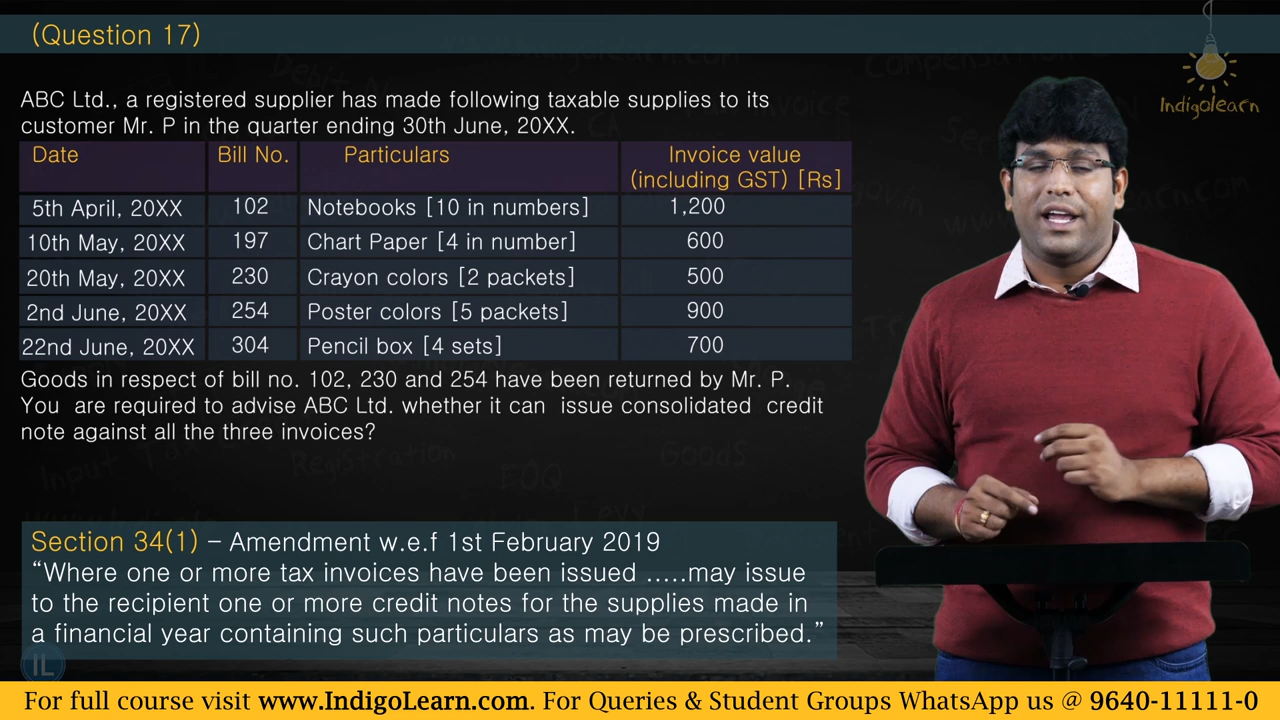 (Question 17)
Indigolearn
ABC Ltd., a registered supplier has made following taxable supplies to its
customer Mr. P in the quarter ending 30th June, 20XX.
Date Bill No. Particulars Invoice value
(including GST) [Rs]
5th April, 20XX 102 Notebooks [10 in numbers] 1,200
10th May, 20XX 197 Chart Paper [4 in number] 600
20th May, 20XX 230 Crayon colors [2 packets] 500
2nd June, 20XX 254 Poster colors [5 packets] 900
22nd June, 20XX 304 Pencil box [4 sets] 700
Goods in respect of bill no. 102, 230 and 254 have been returned by Mr. P.
You are required to advise ABC Ltd. whether it can issue consolidated credit
note against all the three invoices?
Registration
EOQ
Goods
Section 34(1) – Amendment w.e.f 1st February 2019
“Where one or more tax invoices have been issued .....may issue
to the recipient one or more credit notes for the supplies made in
a financial year containing such particulars as may be prescribed.”
IL
For full course visit www.IndigoLearn.com. For Queries & Student Groups WhatsApp us @ 9640-11111-0